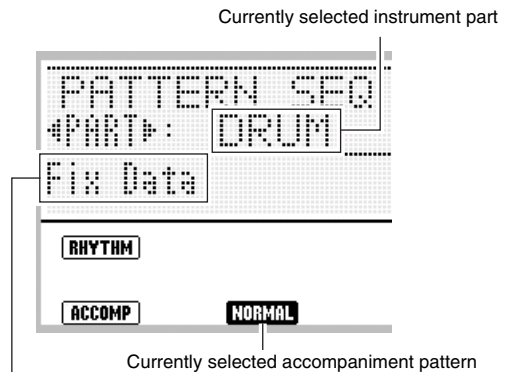 Currently selected instrument part
PATTERN SEQ
◀PART▶: DRUM
Fix Data
RHYTHM
ACCOMP NORMAL
Currently selected accompaniment pattern